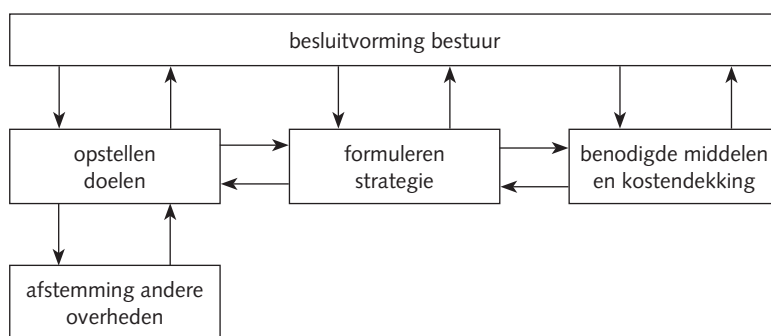 besluitvorming bestuur
opstellen
doelen
formuleren
strategie
benodigde middelen
en kostendekking
afstemming andere
overheden